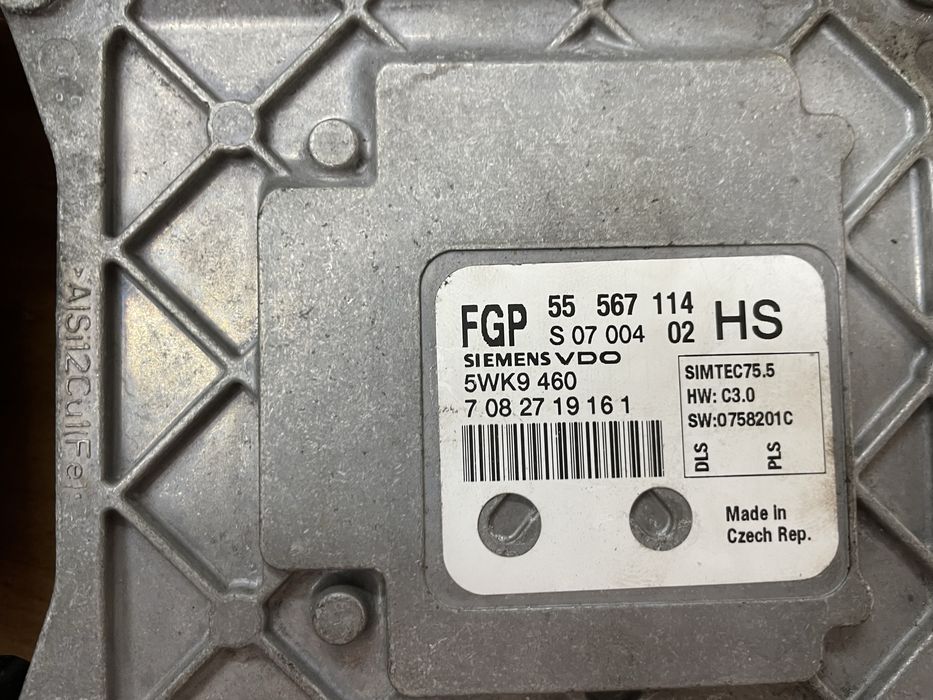 >AlSi12Cu1Fe<
FGP 55 567 114 HS
S 07 004 02
SIEMENS VDO
5WK9 460
7 08 27 19 16 1
SIMTEC75.5
HW: C3.0
SW:0758201C
DLS PLS
Made in
Czech Rep.